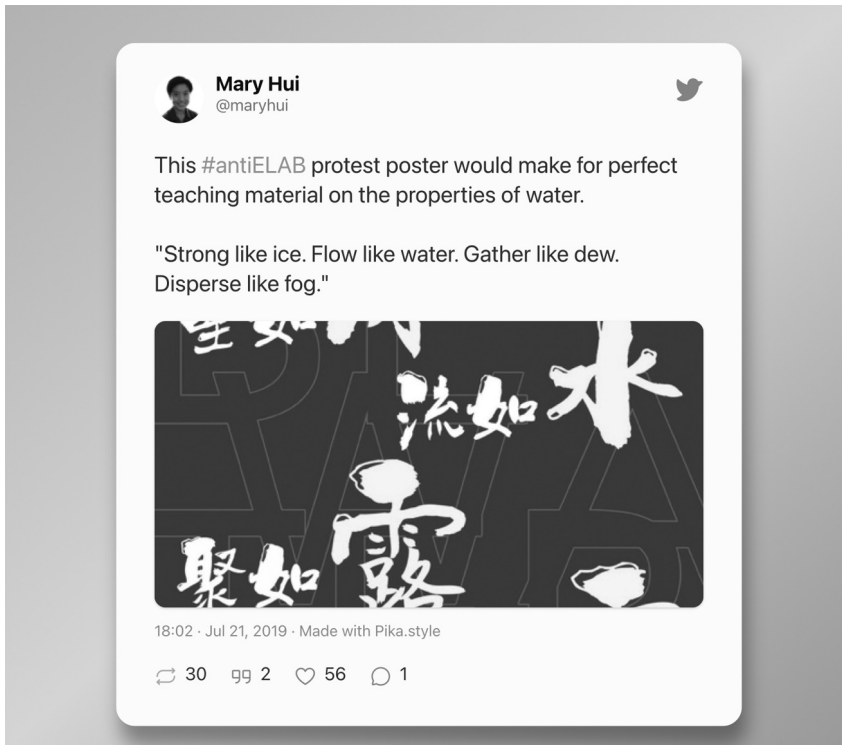 Mary Hui
@maryhui
This #antiELAB protest poster would make for perfect
teaching material on the properties of water.
"Strong like ice. Flow like water. Gather like dew.
Disperse like fog."
如
流如水
聚如露
18:02 · Jul 21, 2019 · Made with Pika.style
30 2 56 1